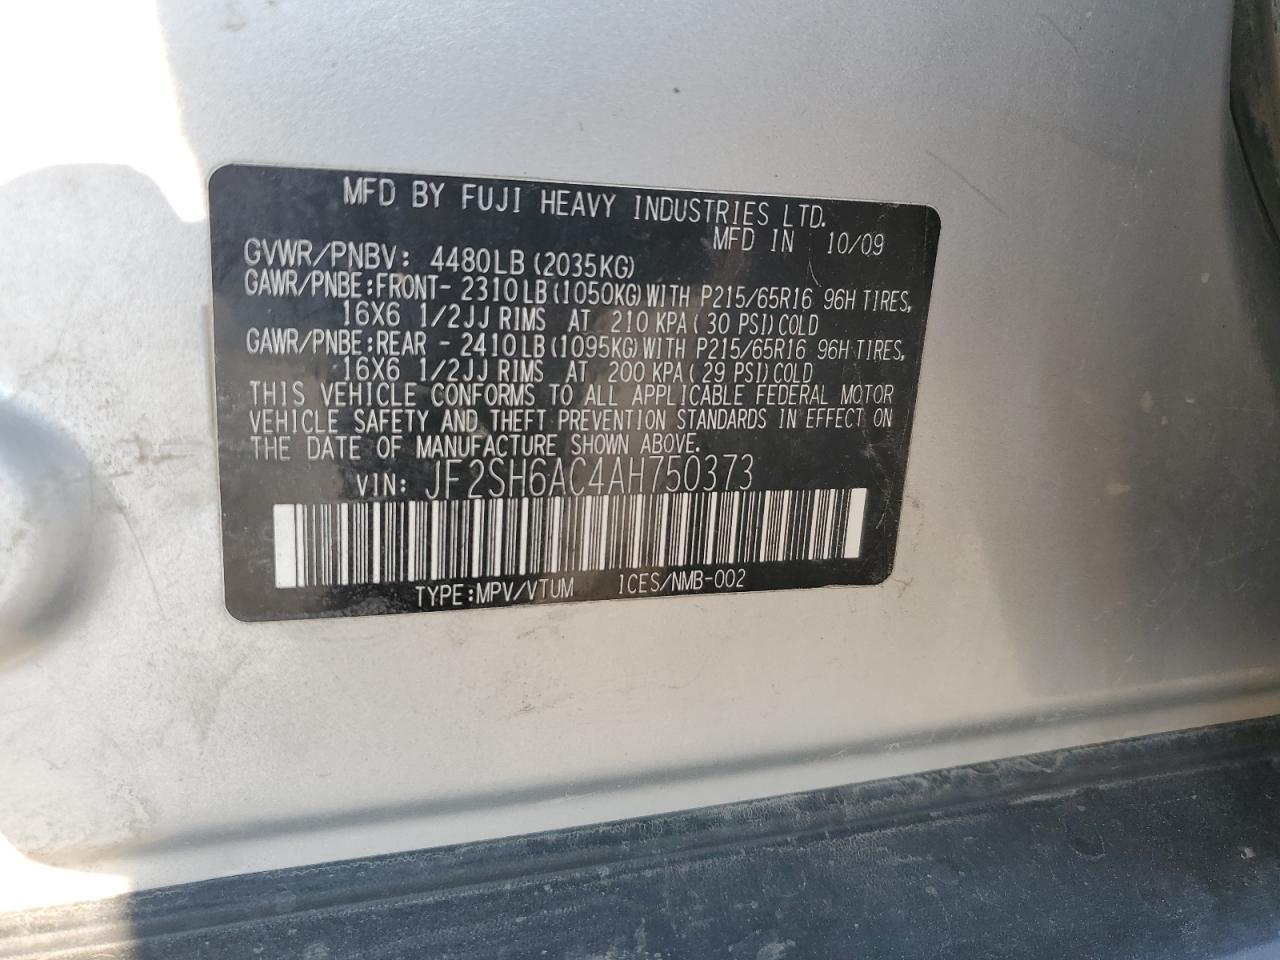 MFD BY FUJI HEAVY INDUSTRIES LTD.
MFD IN 10/09
GVWR/PNBV: 4480LB (2035KG)
GAWR/PNBE:FRONT- 2310LB(1050KG)WITH P215/65R16 96H TIRES,
16X6 1/2JJ RIMS AT 210 KPA (30 PSI)COLD
GAWR/PNBE:REAR - 2410LB(1095KG)WITH P215/65R16 96H TIRES,
16X6 1/2JJ RIMS AT 200 KPA (29 PSI)COLD
THIS VEHICLE CONFORMS TO ALL APPLICABLE FEDERAL MOTOR
VEHICLE SAFETY AND THEFT PREVENTION STANDARDS IN EFFECT ON
THE DATE OF MANUFACTURE SHOWN ABOVE.
VIN: JF2SH6AC4AH750373
TYPE:MPV/VTUM ICES/NMB-002